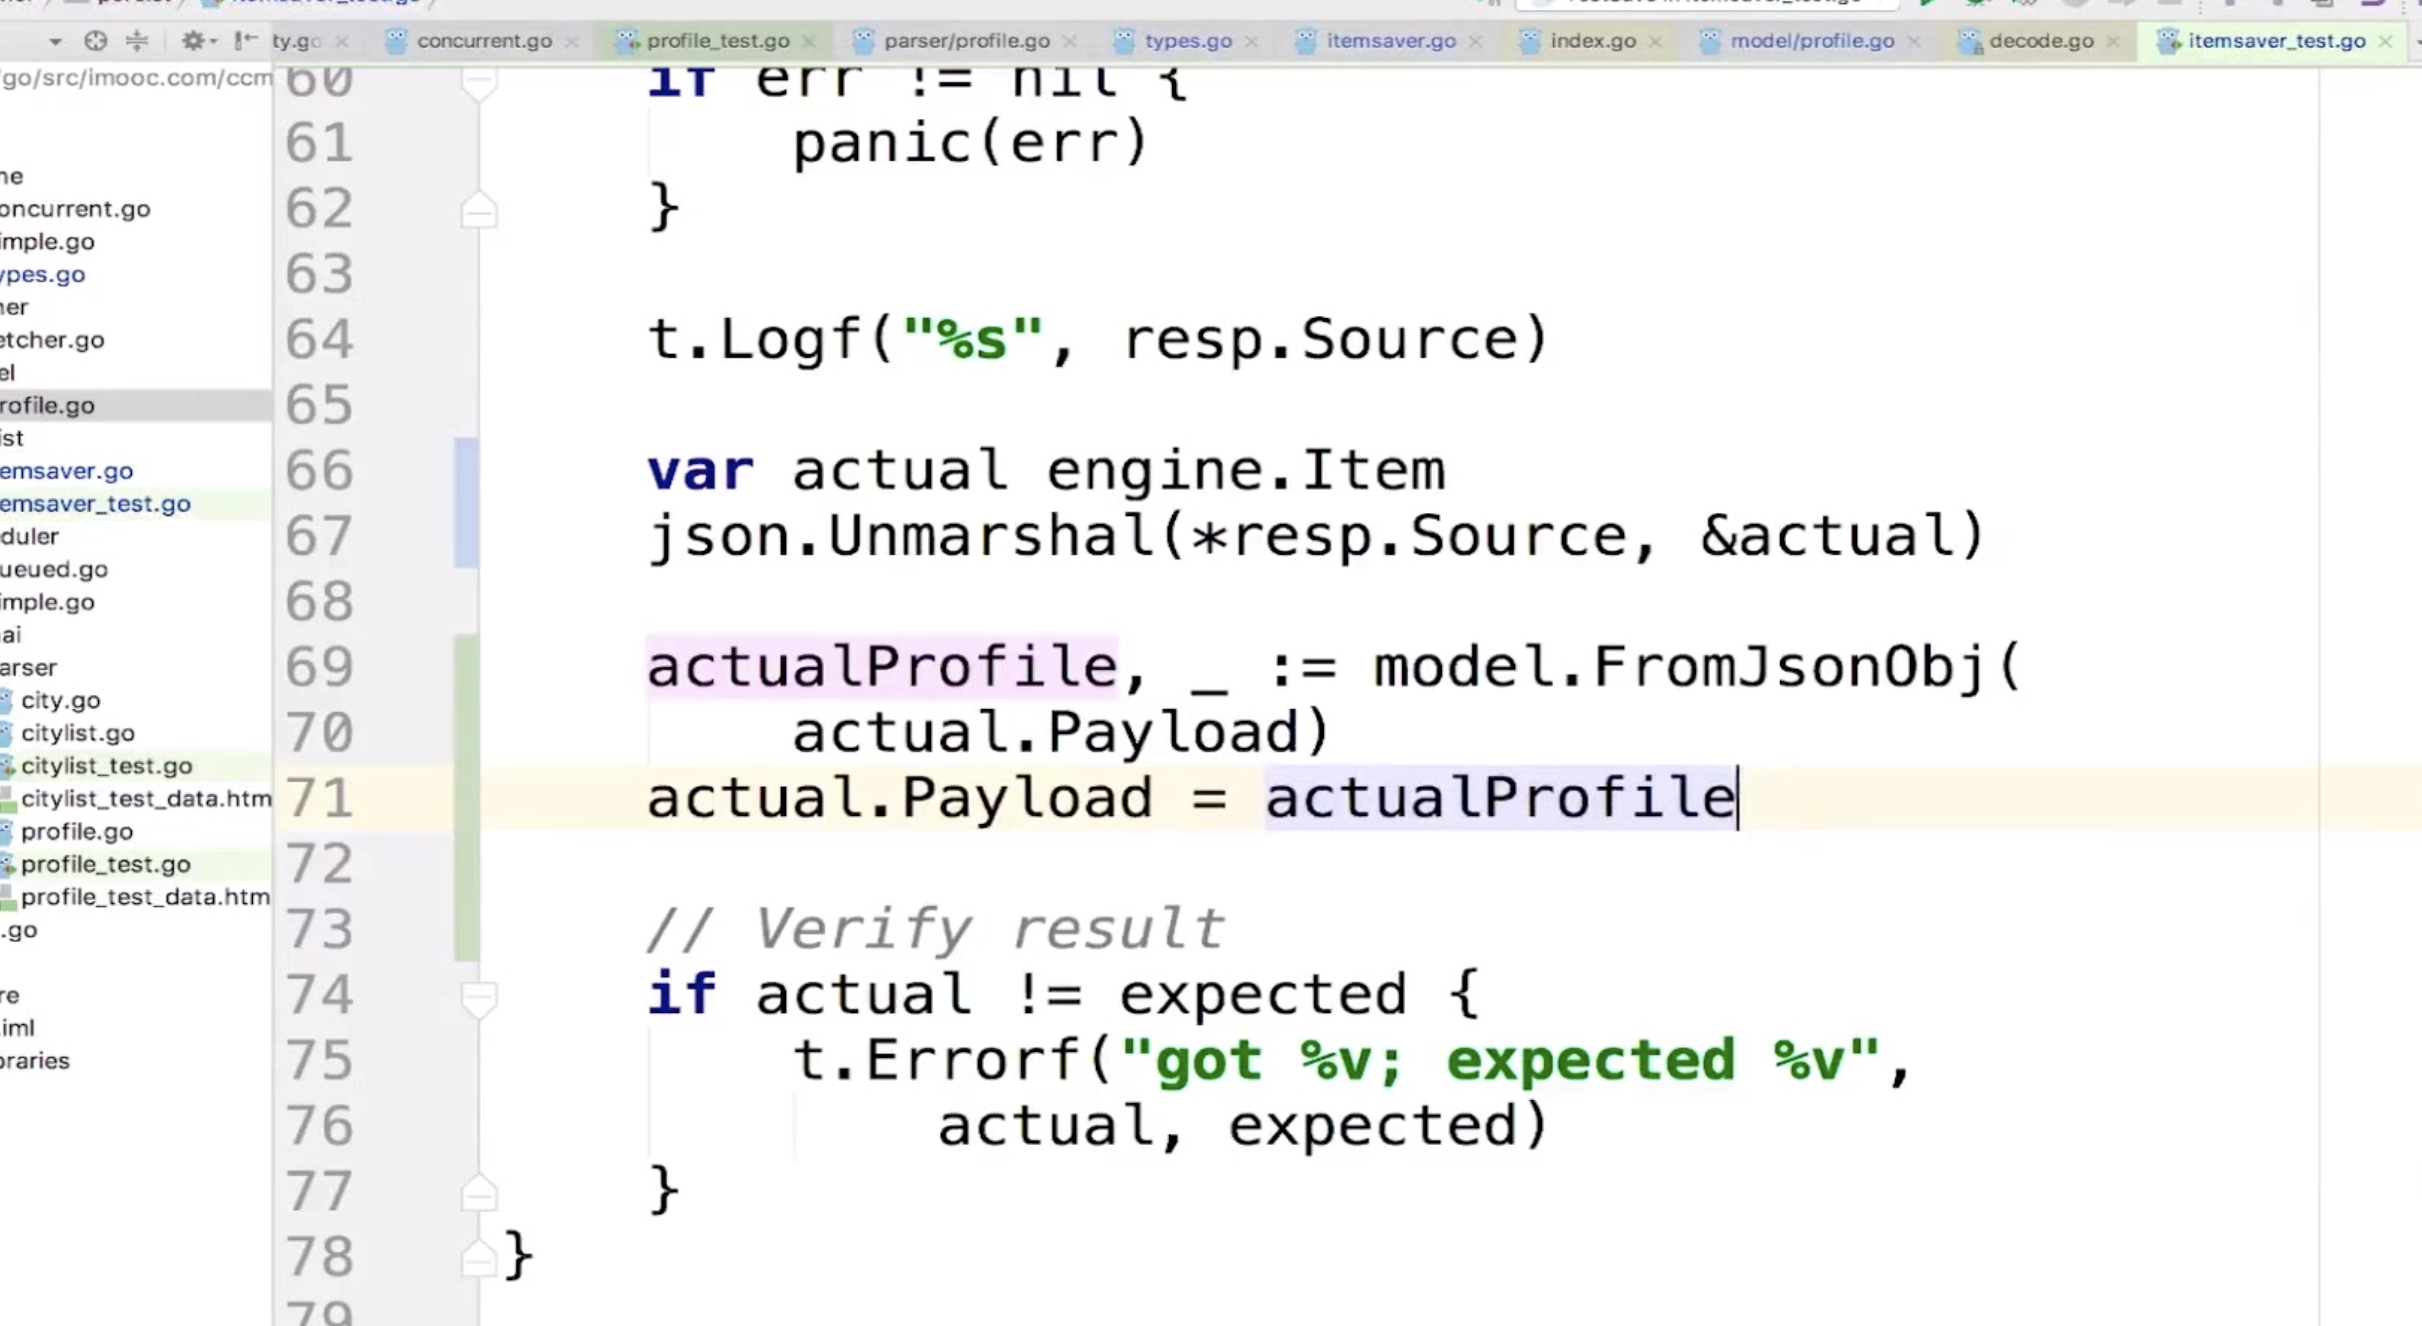 ty.go
concurrent.go
profile_test.go
parser/profile.go
types.go
itemsaver.go
index.go
model/profile.go
decode.go
itemsaver_test.go
go/src/imooc.com/ccm
ne
oncurrent.go
imple.go
ypes.go
her
etcher.go
el
rofile.go
ist
emsaver.go
emsaver_test.go
duler
ueued.go
imple.go
ai
arser
city.go
citylist.go
citylist_test.go
citylist_test_data.htm
profile.go
profile_test.go
profile_test_data.htm
.go
re
.iml
braries
60 if err != nil {
61 panic(err)
62 }
63
64 t.Logf("%s", resp.Source)
65
66 var actual engine.Item
67 json.Unmarshal(*resp.Source, &actual)
68
69 actualProfile, _ := model.FromJsonObj(
70 actual.Payload)
71 actual.Payload = actualProfile
72
73 // Verify result
74 if actual != expected {
75 t.Errorf("got %v; expected %v",
76 actual, expected)
77 }
78 }
79